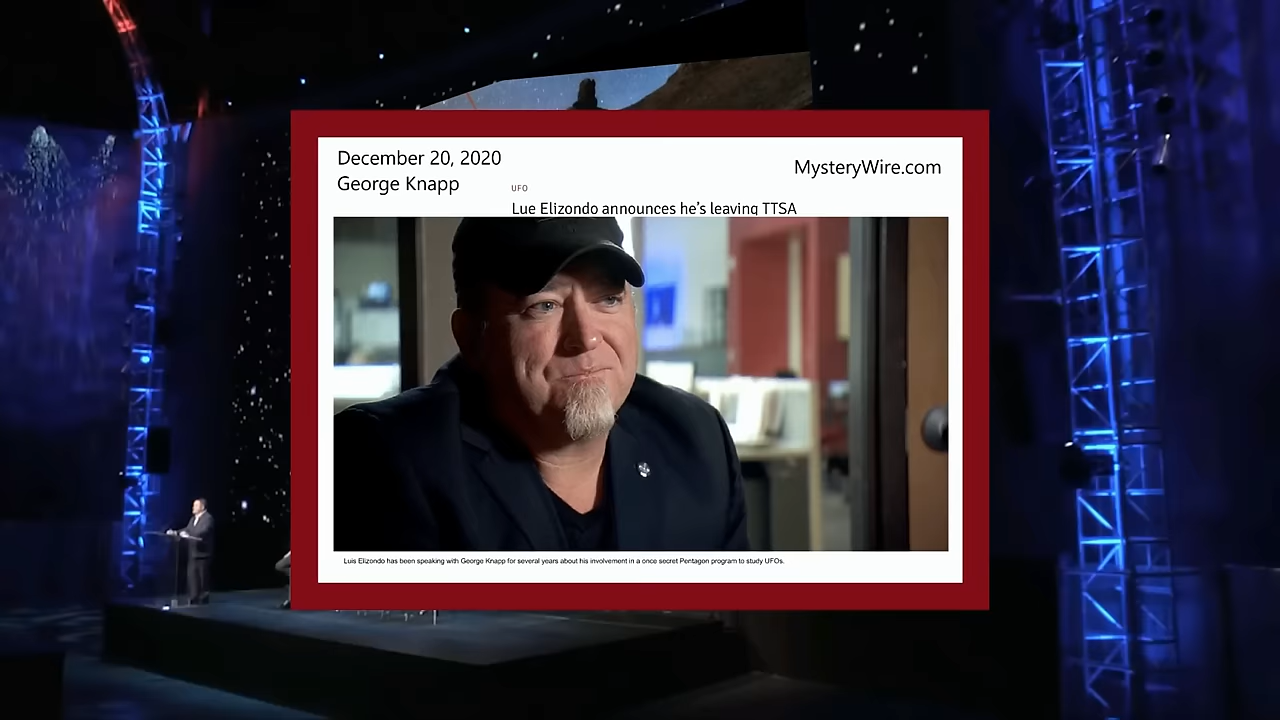 December 20, 2020
George Knapp
MysteryWire.com
UFO
Lue Elizondo announces he's leaving TTSA
Luis Elizondo has been speaking with George Knapp for several years about his involvement in a once secret Pentagon program to study UFOs.